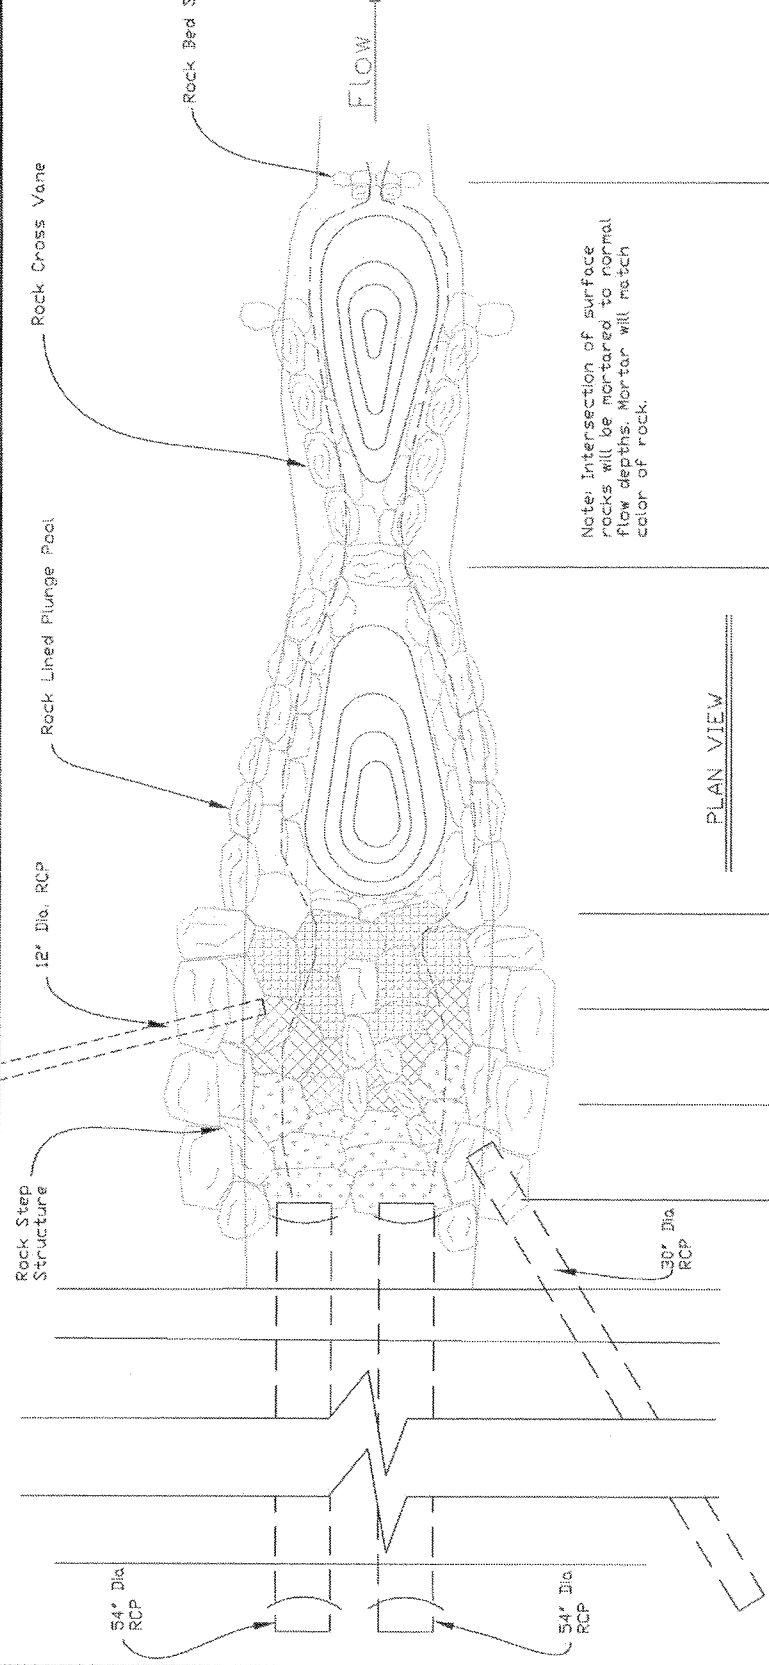 54" Dia
RCP
54" Dia
RCP
Rock Step
Structure
30" Dia
RCP
12" Dia. RCP
Rock Lined Plunge Pool
PLAN VIEW
Rock Cross Vane
Note: Intersection of surface
rocks will be mortared to normal
flow depths. Mortar will match
color of rock.
Rock Bed S
Flow